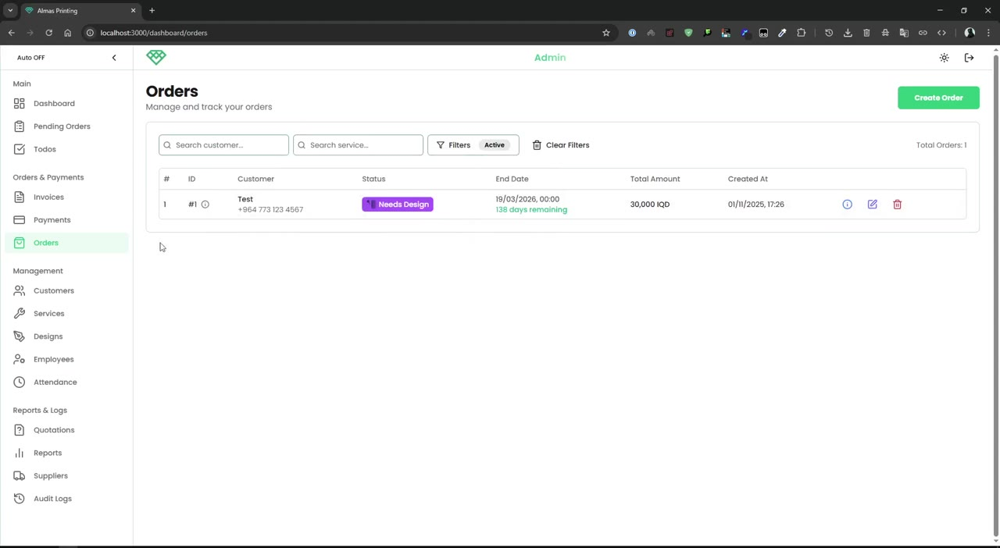 Almas Printing
localhost:3000/dashboard/orders
Auto OFF
Admin
Main
Dashboard
Pending Orders
Todos
Orders & Payments
Invoices
Payments
Orders
Management
Customers
Services
Designs
Employees
Attendance
Reports & Logs
Quotations
Reports
Suppliers
Audit Logs
Orders
Manage and track your orders
Create Order
Search customer... Search service... Filters Active Clear Filters Total Orders: 1
# ID Customer Status End Date Total Amount Created At
1 #1 Test Needs Design 19/03/2026, 00:00 30,000 IQD 01/11/2025, 17:26
+964 773 123 4567 138 days remaining